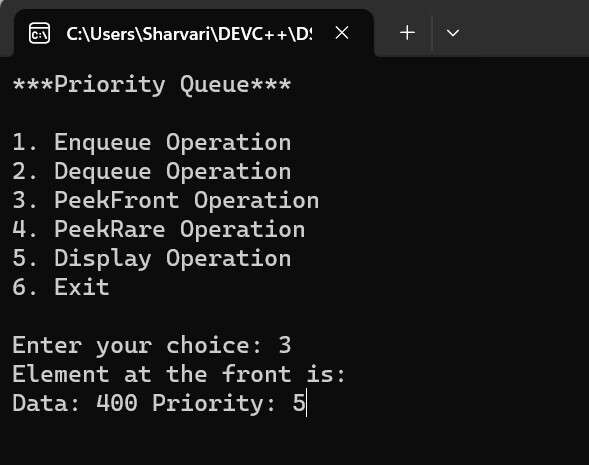 C:\Users\Sharvari\DEVC++\DS
***Priority Queue***
1. Enqueue Operation
2. Dequeue Operation
3. PeekFront Operation
4. PeekRare Operation
5. Display Operation
6. Exit
Enter your choice: 3
Element at the front is:
Data: 400 Priority: 5